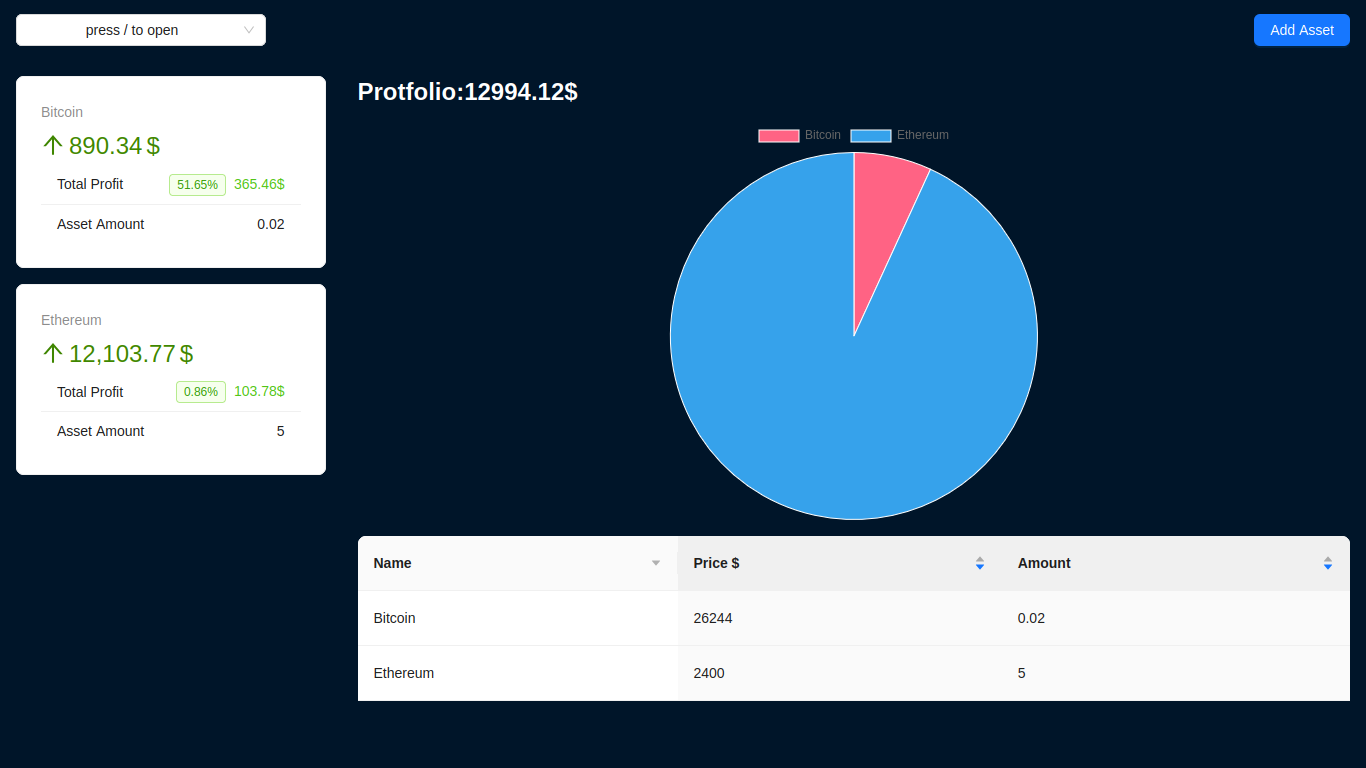 press / to open
Add Asset
Bitcoin
890.34 $
Total Profit 51.65% 365.46$
Asset Amount 0.02
Ethereum
12,103.77 $
Total Profit 0.86% 103.78$
Asset Amount 5
Protfolio:12994.12$
Bitcoin Ethereum
Name Price $ Amount
Bitcoin 26244 0.02
Ethereum 2400 5